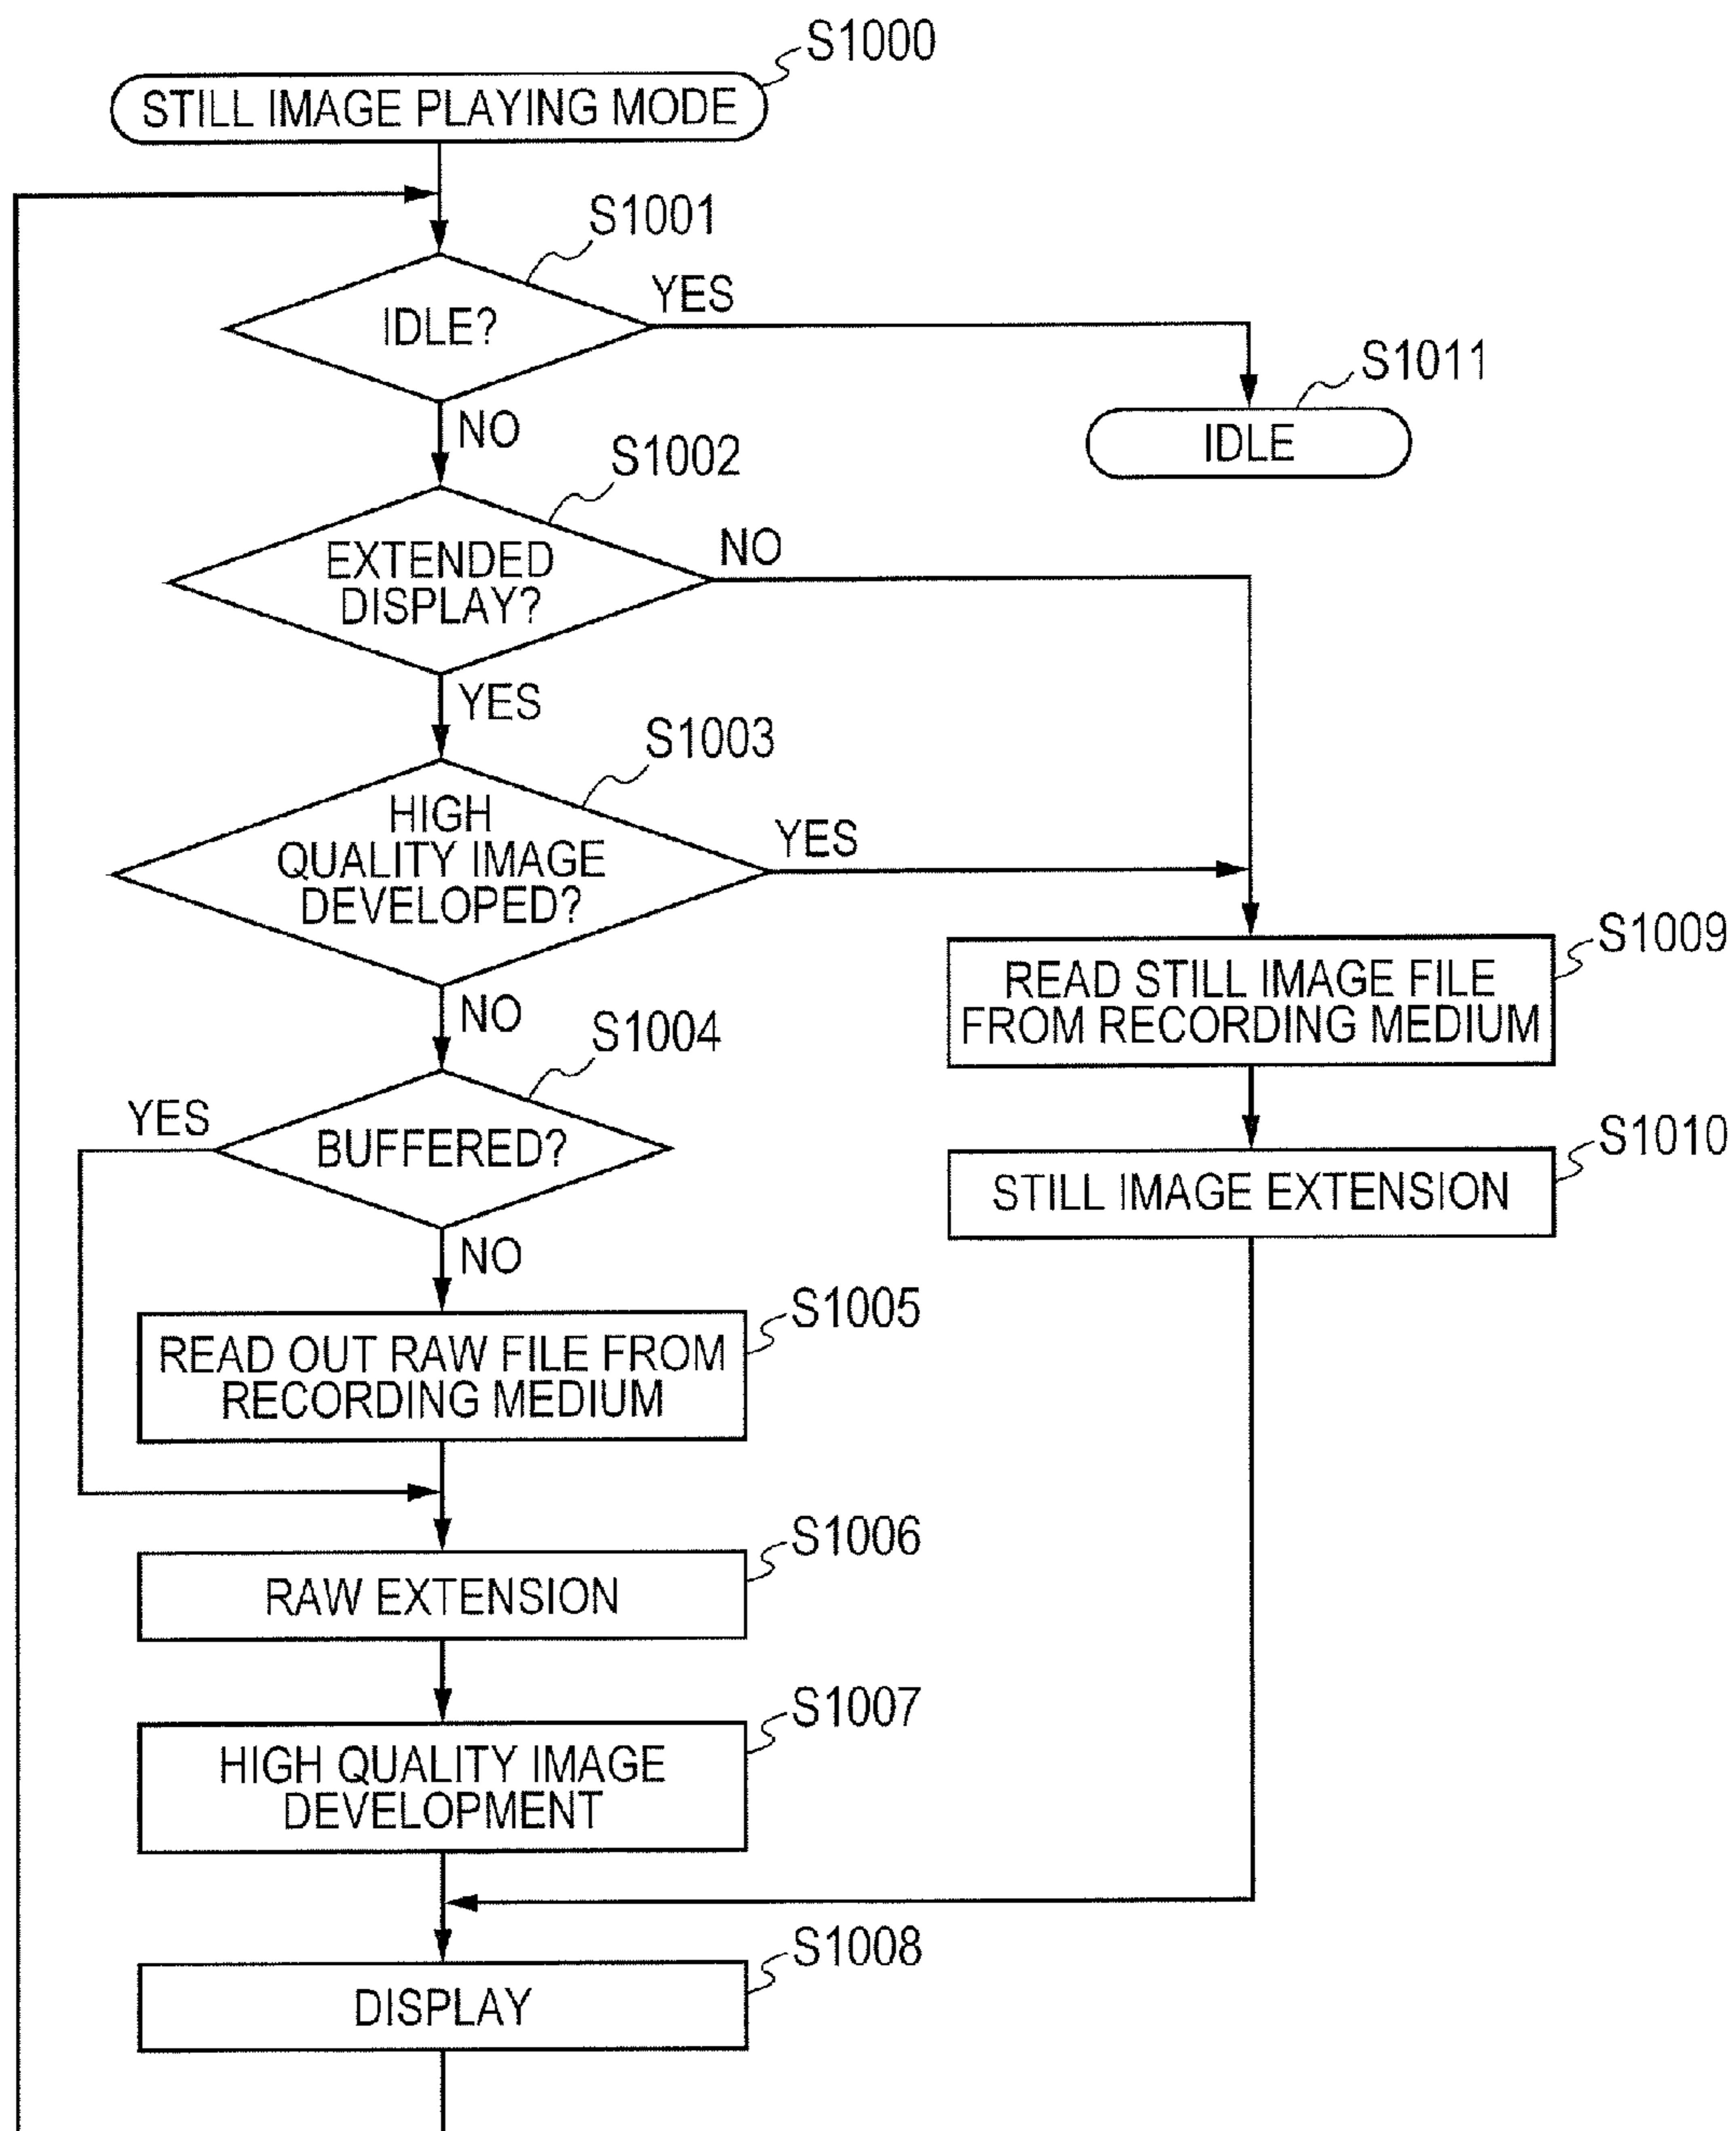 S1000
STILL IMAGE PLAYING MODE
S1001
IDLE?
YES
S1011
IDLE
NO
S1002
EXTENDED
DISPLAY?
NO
YES
S1003
HIGH
QUALITY IMAGE
DEVELOPED?
YES
S1009
READ STILL IMAGE FILE
FROM RECORDING MEDIUM
NO
S1004
BUFFERED?
YES
S1010
STILL IMAGE EXTENSION
NO
S1005
READ OUT RAW FILE FROM
RECORDING MEDIUM
S1006
RAW EXTENSION
S1007
HIGH QUALITY IMAGE
DEVELOPMENT
S1008
DISPLAY